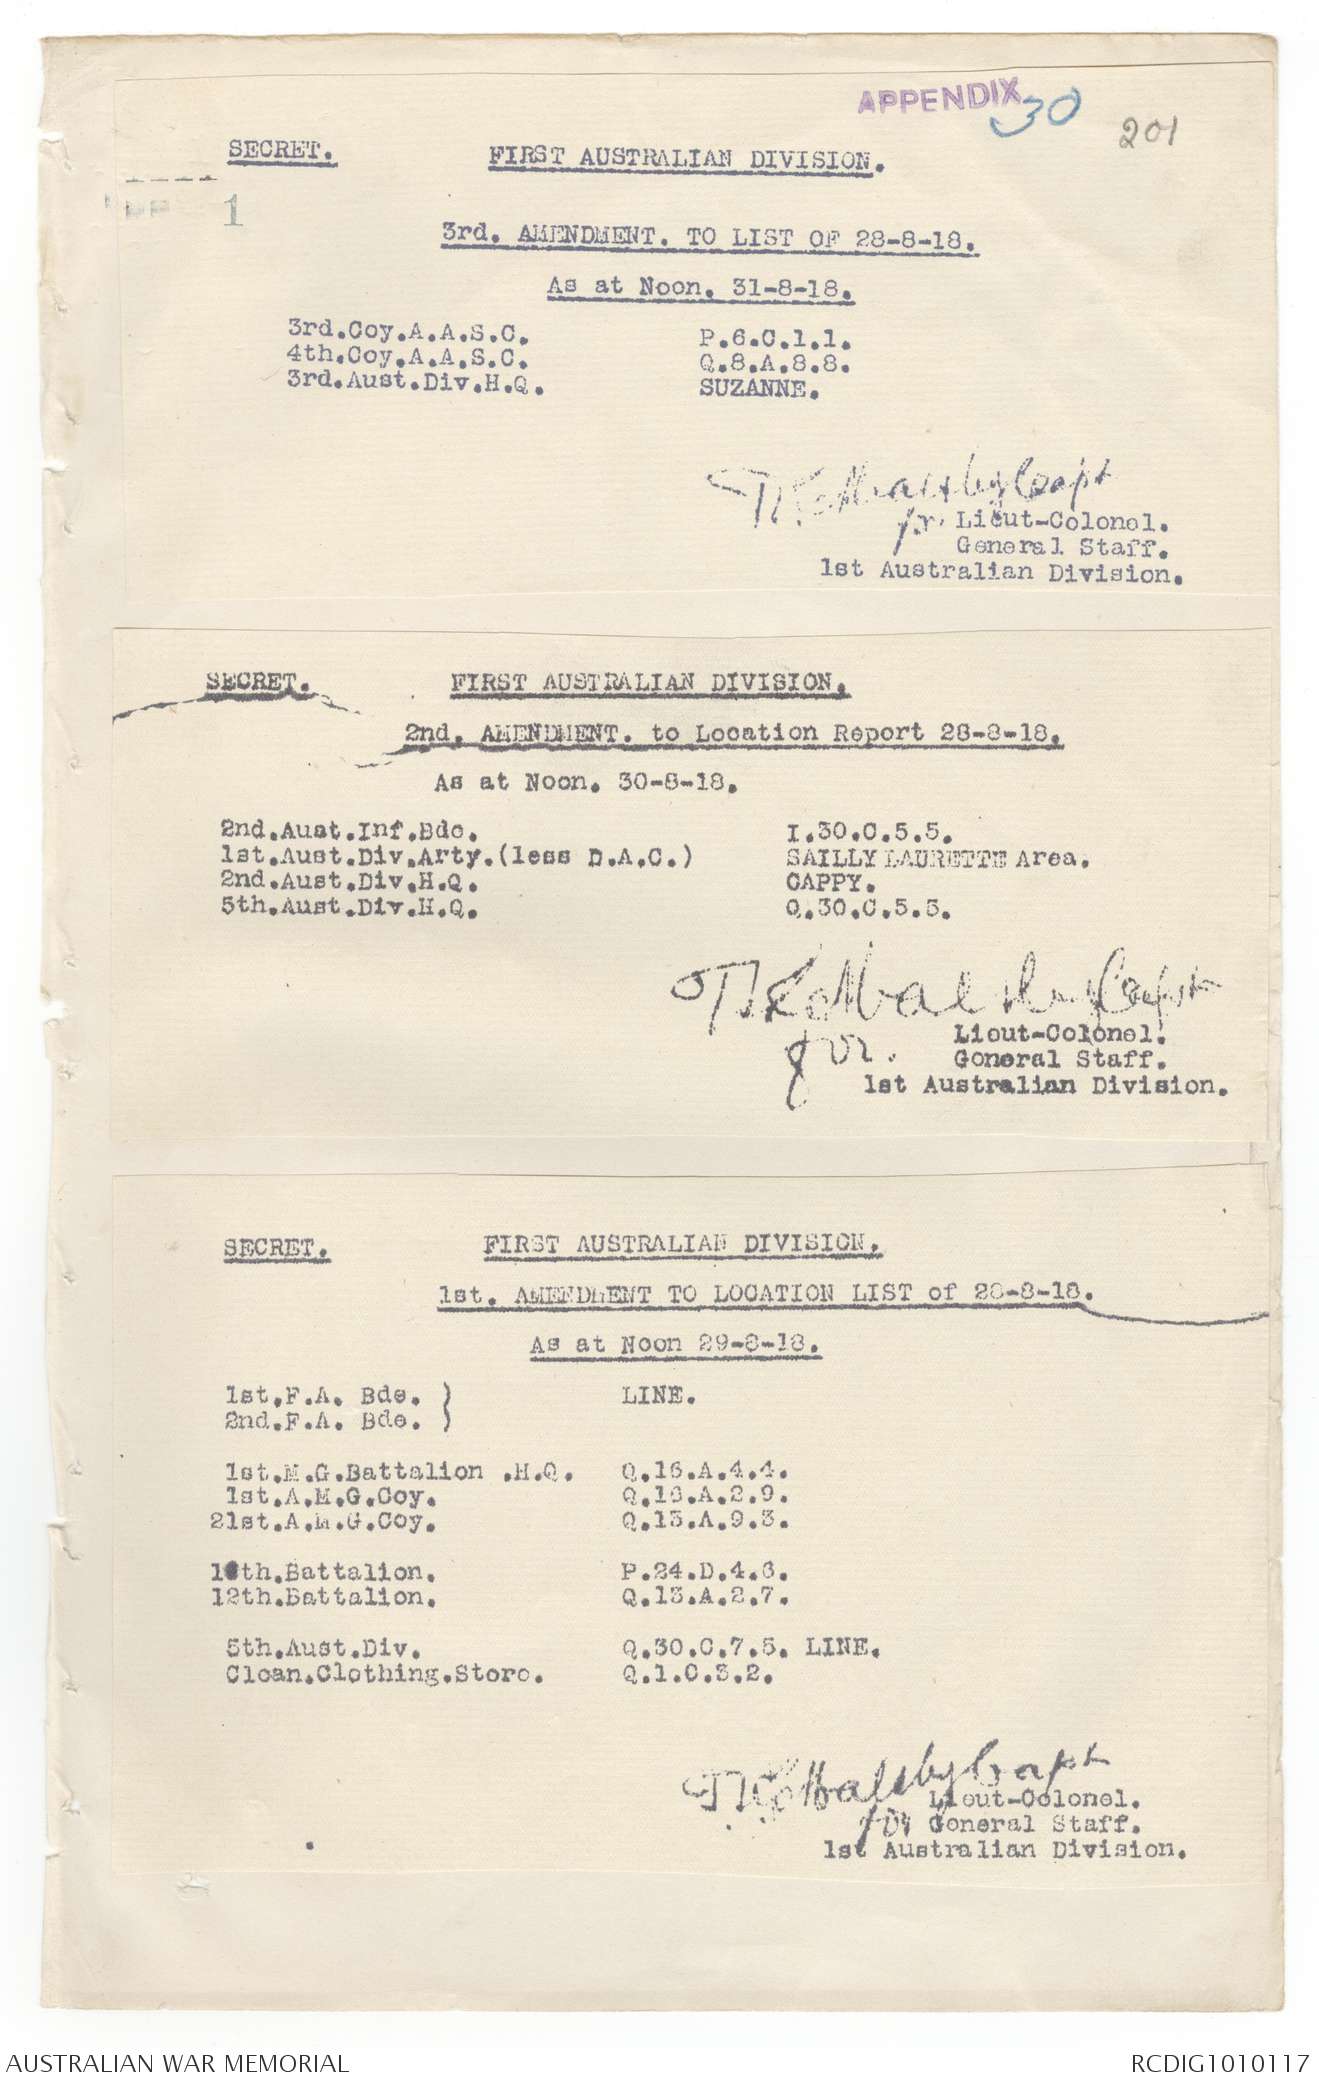 APPENDIX 30
201
SECRET.
FIRST AUSTRALIAN DIVISION.
1
3rd. AMENDMENT. TO LIST OF 28-8-18.
As at Noon. 31-8-18.
3rd.Coy.A.A.S.C. P.6.C.1.1.
4th.Coy.A.A.S.C. Q.8.A.8.8.
3rd.Aust.Div.H.Q. SUZANNE.
Capt
for Lieut-Colonel.
General Staff.
1st Australian Division.
SECRET. FIRST AUSTRALIAN DIVISION.
2nd. AMENDMENT. to Location Report 28-8-18.
As at Noon. 30-8-18.
2nd.Aust.Inf.Bde. I.30.C.5.5.
1st.Aust.Div.Arty.(less D.A.C.) SAILLY LAURETTE Area.
2nd.Aust.Div.H.Q. CAPPY.
5th.Aust.Div.H.Q. O.30.C.5.5.
Capt
for. Lieut-Colonel.
General Staff.
1st Australian Division.
SECRET. FIRST AUSTRALIAN DIVISION.
1st. AMENDMENT TO LOCATION LIST of 28-8-18.
As at Noon 29-8-18.
1st.F.A. Bde. } LINE.
2nd.F.A. Bde. }
1st.M.G.Battalion .H.Q. Q.16.A.4.4.
1st.A.M.G.Coy. Q.16.A.2.9.
21st.A.M.G.Coy. Q.13.A.9.3.
10th.Battalion. P.24.D.4.6.
12th.Battalion. Q.13.A.2.7.
5th.Aust.Div. Q.30.C.7.5. LINE.
Clean.Clothing.Store. Q.1.C.3.2.
Capt
Lieut-Colonel.
for General Staff.
1st Australian Division.
AUSTRALIAN WAR MEMORIAL
RCDIG1010117